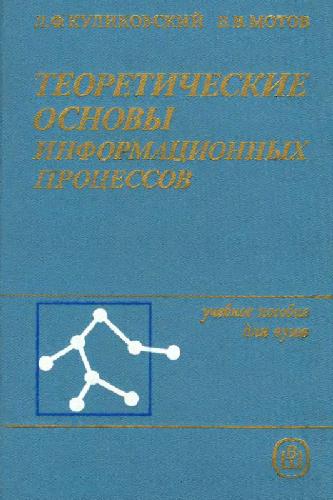 Л.Ф.КУЛИКОВСКИЙ В.В.МОТОВ
ТЕОРЕТИЧЕСКИЕ
ОСНОВЫ
ИНФОРМАЦИОННЫХ
ПРОЦЕССОВ
учебное пособие
для вузов